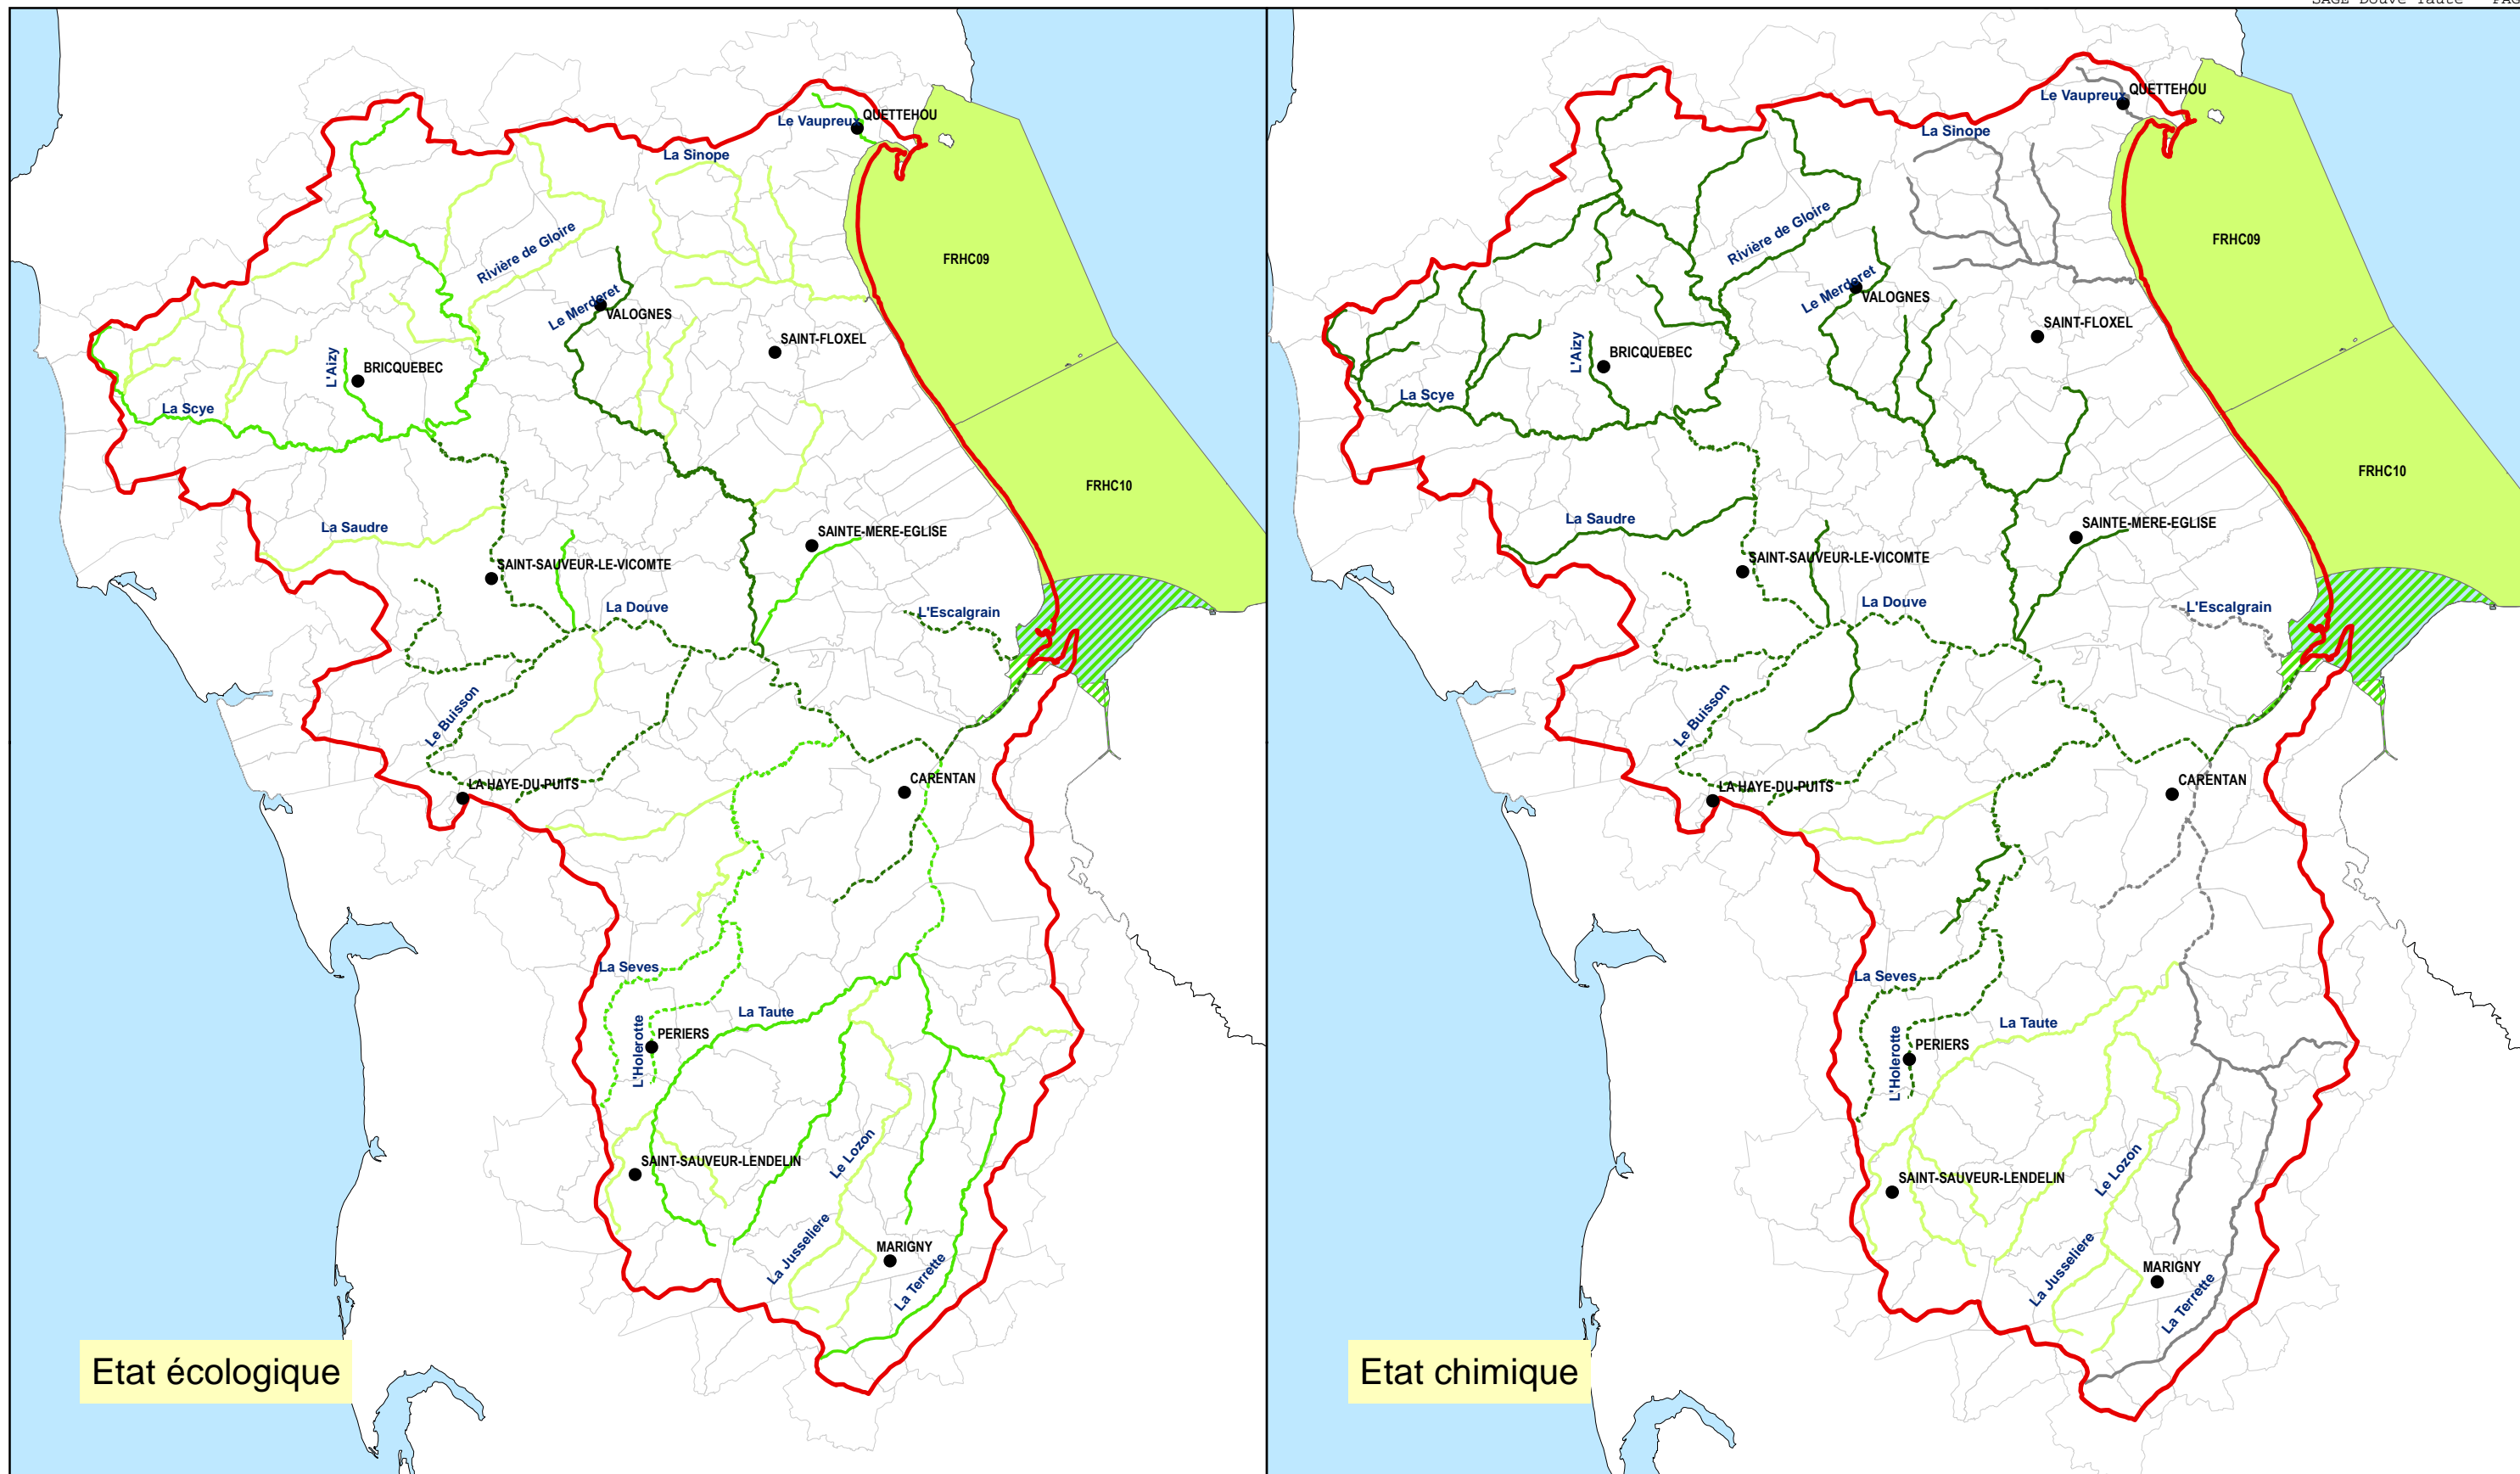 SAGE Douve Taute
QUETTEHOU
Le Vaupreux
La Sinope
FRHC09
Rivière de Gloire
Le Merderet
VALOGNES
SAINT-FLOXEL
L'Aizy
BRICQUEBEC
La Scye
FRHC10
La Saudre
SAINTE-MERE-EGLISE
SAINT-SAUVEUR-LE-VICOMTE
La Douve
L'Escalgrain
Le Buisson
LA HAYE-DU-PUITS
CARENTAN
La Seves
La Taute
L'Holerotte
PERIERS
Le Lozon
SAINT-SAUVEUR-LENDELIN
La Jusseliere
MARIGNY
La Terrette
Etat écologique
QUETTEHOU
Le Vaupreux
La Sinope
FRHC09
Rivière de Gloire
Le Merderet
VALOGNES
SAINT-FLOXEL
L'Aizy
BRICQUEBEC
La Scye
FRHC10
La Saudre
SAINTE-MERE-EGLISE
SAINT-SAUVEUR-LE-VICOMTE
La Douve
L'Escalgrain
Le Buisson
LA HAYE-DU-PUITS
CARENTAN
La Seves
La Taute
L'Holerotte
PERIERS
Le Lozon
SAINT-SAUVEUR-LENDELIN
La Jusseliere
MARIGNY
La Terrette
Etat chimique